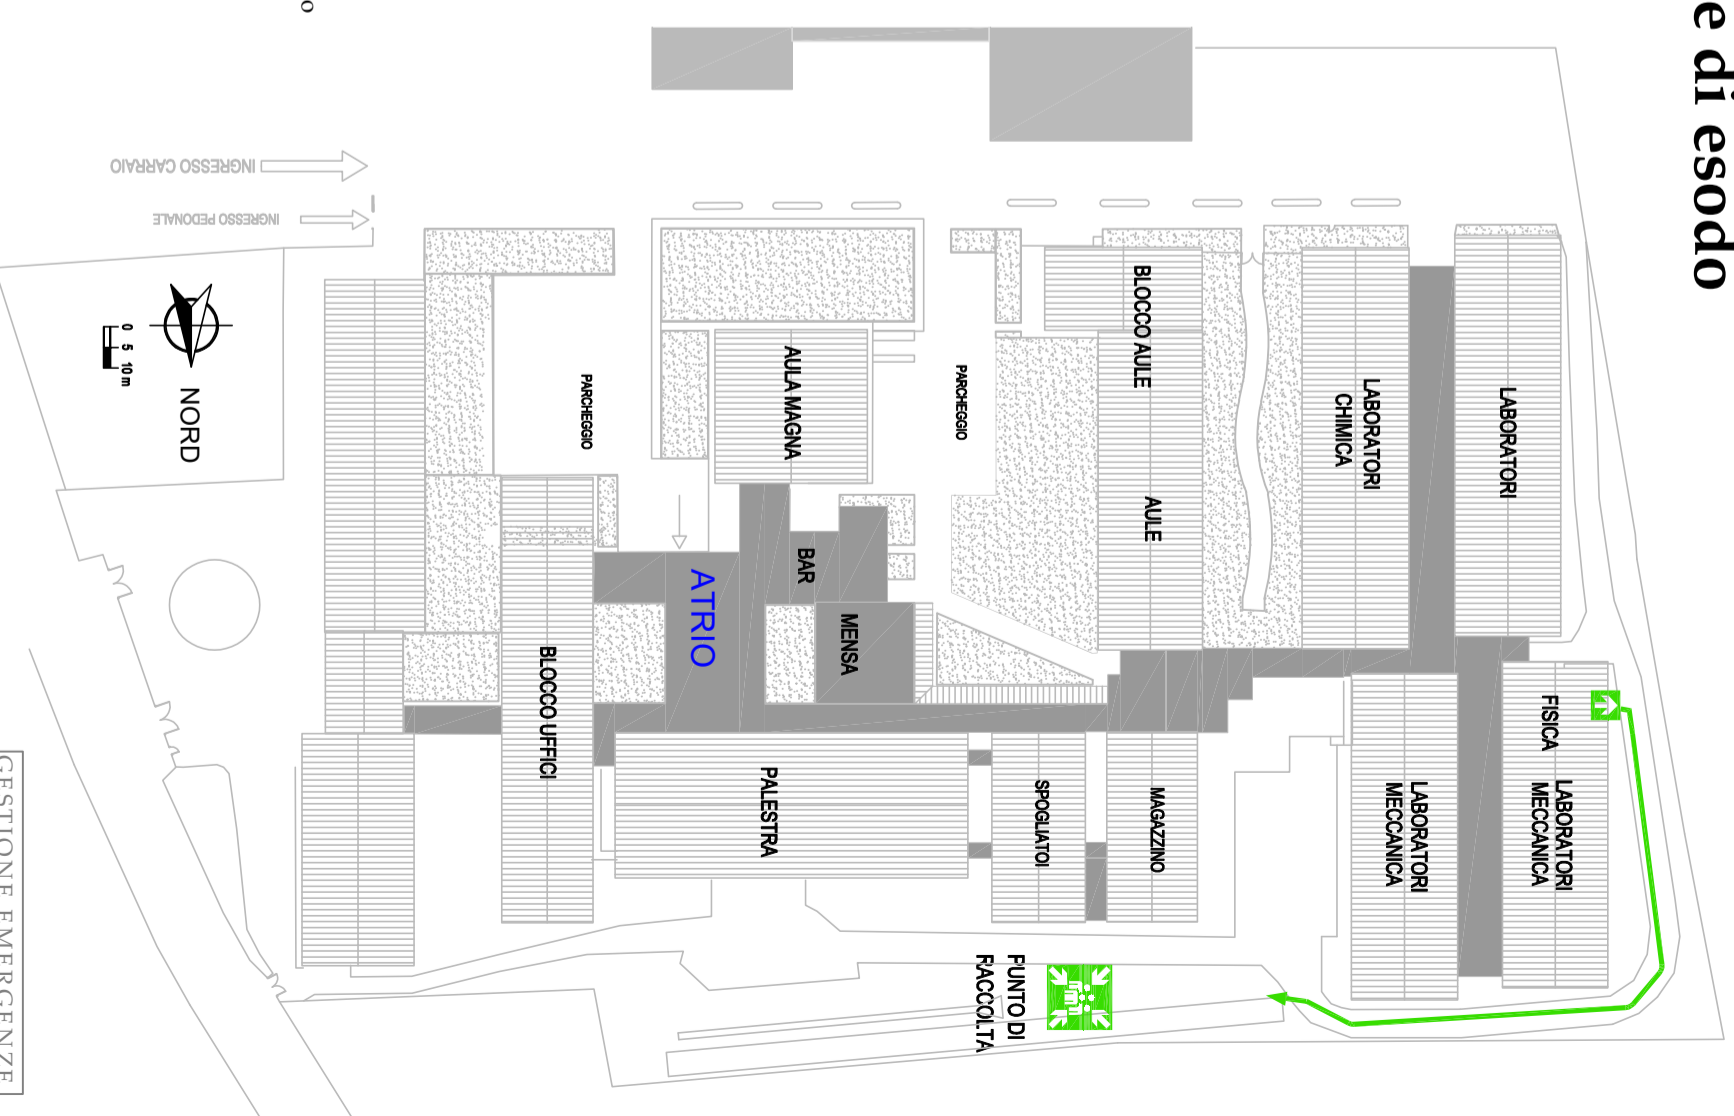 e di esodo
o
INGRESSO CARRAIO
INGRESSO PEDONALE
0 5 10 m
NORD
PARCHEGGIO
AULA MAGNA
PARCHEGGIO
BLOCCO AULE
AULE
LABORATORI
CHIMICA
LABORATORI
ATRIO
BAR
MENSA
BLOCCO UFFICI
PALESTRA
SPOGLIATOI
MAGAZZINO
FISICA
LABORATORI
MECCANICA
LABORATORI
MECCANICA
PUNTO DI
RACCOLTA
GESTIONE EMERGENZE